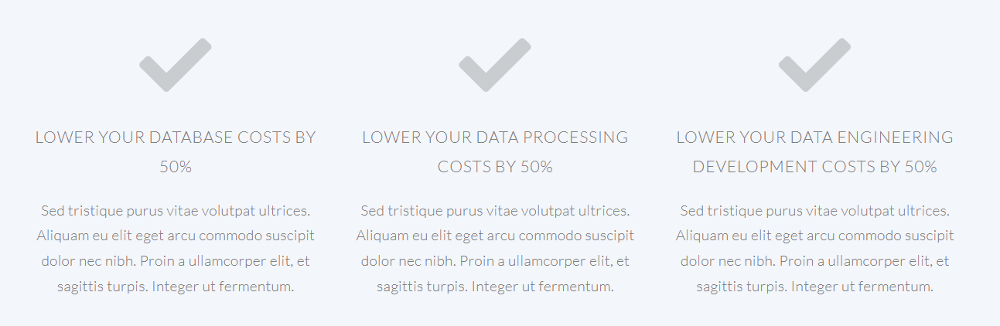 LOWER YOUR DATABASE COSTS BY
50%
Sed tristique purus vitae volutpat ultrices.
Aliquam eu elit eget arcu commodo suscipit
dolor nec nibh. Proin a ullamcorper elit, et
sagittis turpis. Integer ut fermentum.
LOWER YOUR DATA PROCESSING
COSTS BY 50%
Sed tristique purus vitae volutpat ultrices.
Aliquam eu elit eget arcu commodo suscipit
dolor nec nibh. Proin a ullamcorper elit, et
sagittis turpis. Integer ut fermentum.
LOWER YOUR DATA ENGINEERING
DEVELOPMENT COSTS BY 50%
Sed tristique purus vitae volutpat ultrices.
Aliquam eu elit eget arcu commodo suscipit
dolor nec nibh. Proin a ullamcorper elit, et
sagittis turpis. Integer ut fermentum.